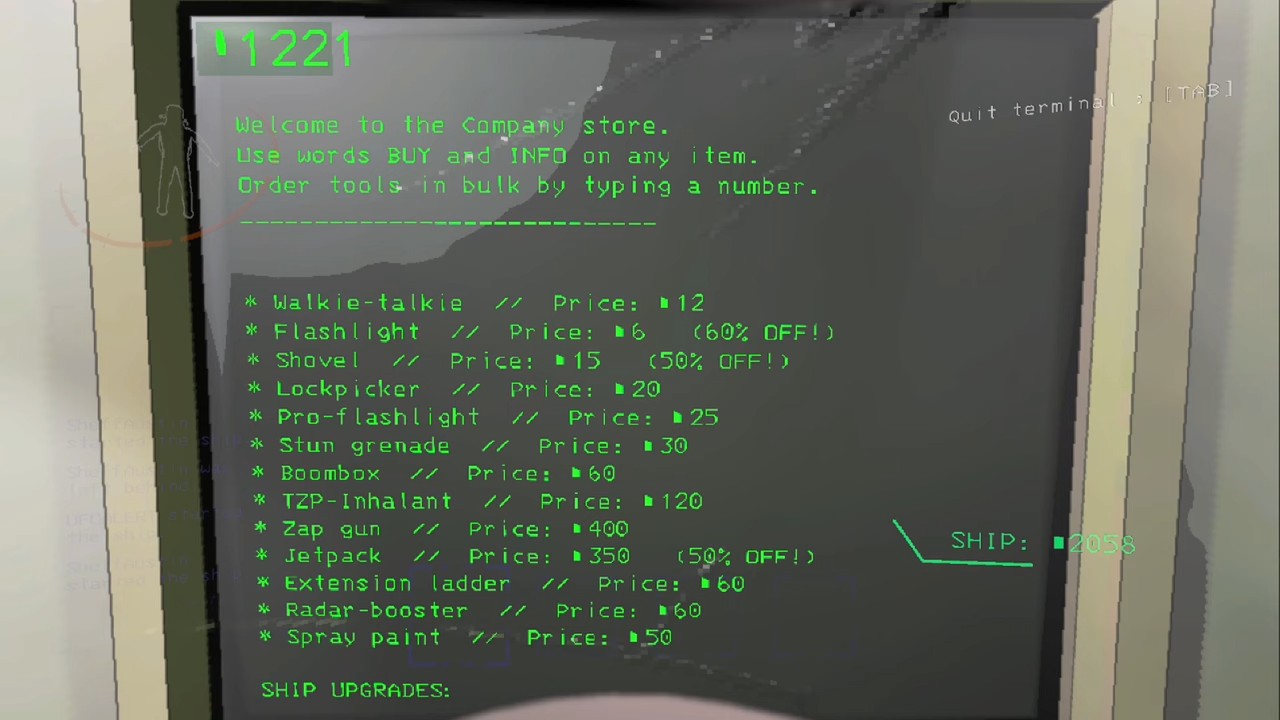 1221
Quit terminal : [TAB]
Welcome to the Company store.
Use words BUY and INFO on any item.
Order tools in bulk by typing a number.
----------------------------
* Walkie-talkie // Price: ▮12
* Flashlight // Price: ▮6 (60% OFF!)
* Shovel // Price: ▮15 (50% OFF!)
* Lockpicker // Price: ▮20
* Pro-flashlight // Price: ▮25
* Stun grenade // Price: ▮30
* Boombox // Price: ▮60
* TZP-Inhalant // Price: ▮120
* Zap gun // Price: ▮400
* Jetpack // Price: ▮350 (50% OFF!)
* Extension ladder // Price: ▮60
* Radar-booster // Price: ▮60
* Spray paint // Price: ▮50
SHIP: ▮2058
SHIP UPGRADES: